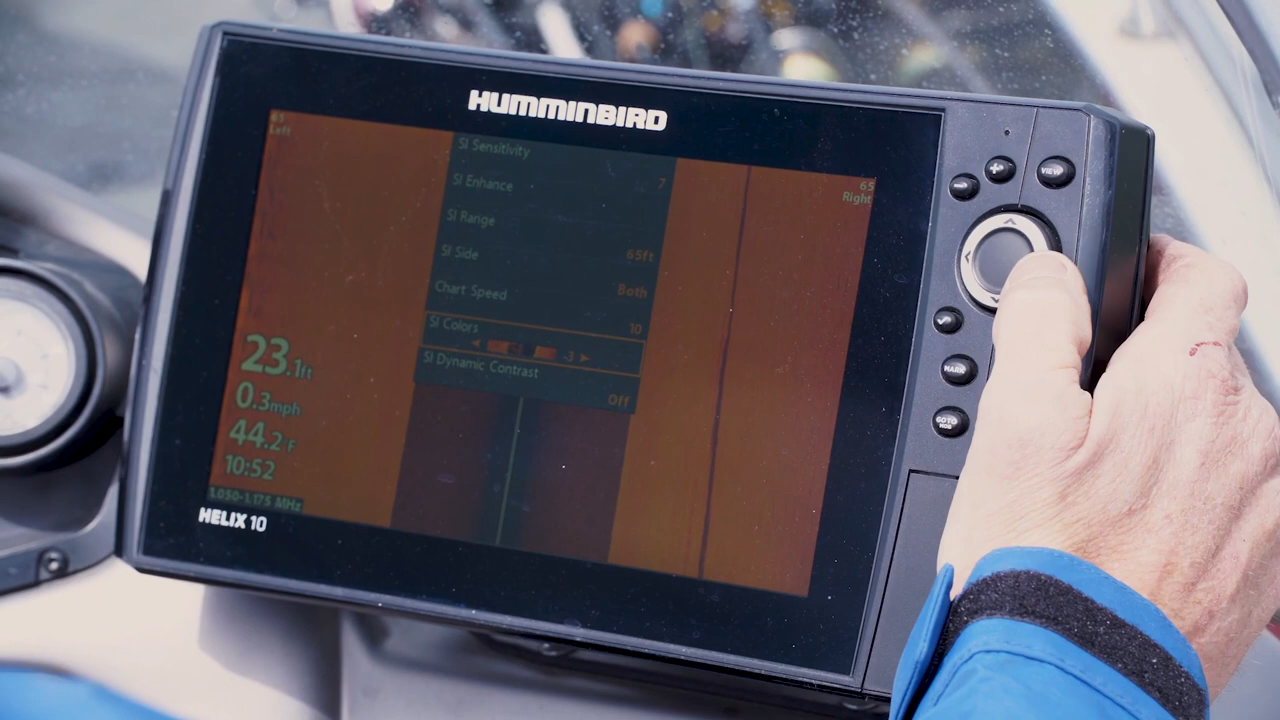 HUMMINBIRD
65
Left
65
Right
SI Sensitivity
SI Enhance
7
SI Range
SI Side
65ft
Chart Speed
Both
SI Colors
10
-3
SI Dynamic Contrast
Off
23.1ft
0.3mph
44.2°F
10:52
1.050-1.175 MHz
HELIX 10
VIEW
MARK
GOTO
MOB